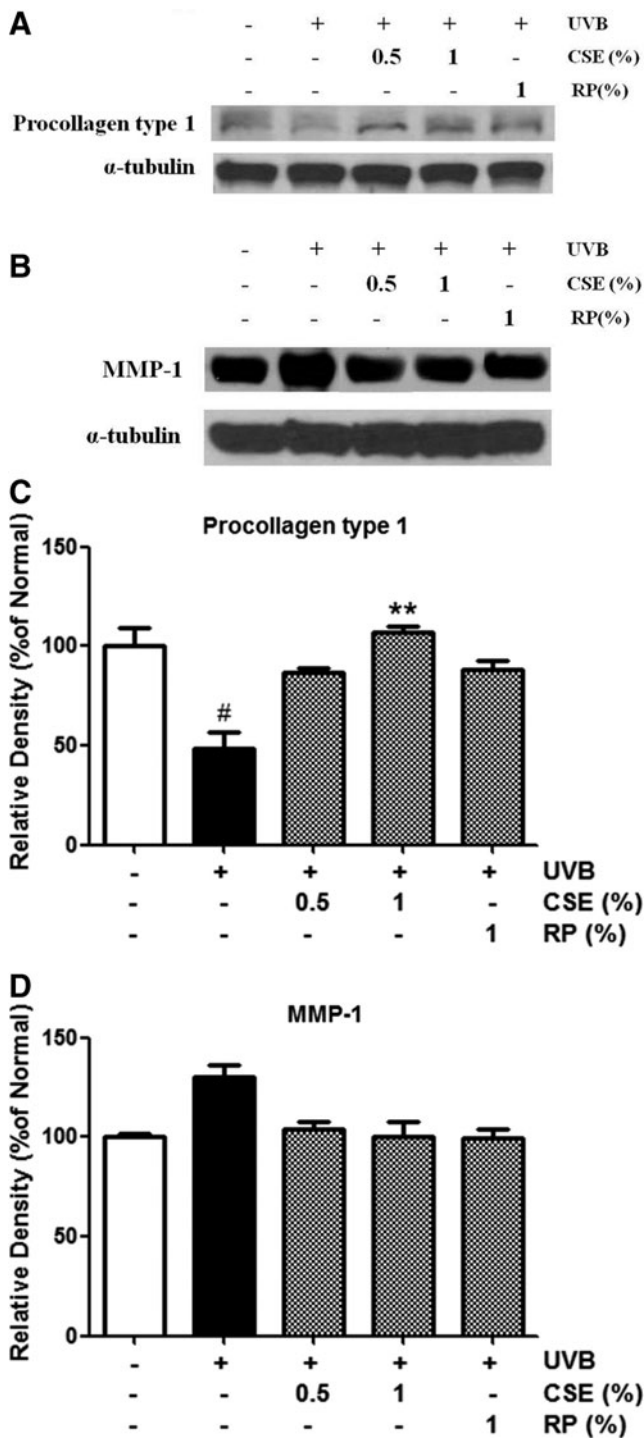 A
- + + + + UVB
- - 0.5 1 - CSE (%)
- - - - 1 RP(%)
Procollagen type 1
α-tubulin
B
- + + + + UVB
- - 0.5 1 - CSE (%)
- - - - 1 RP(%)
MMP-1
α-tubulin
C
Procollagen type 1
Relative Density (%of Normal)
150
100
50
0
#
**
- + + + + UVB
- - 0.5 1 - CSE (%)
- - - - 1 RP (%)
D
MMP-1
Relative Density (%of Normal)
150
100
50
0
- + + + + UVB
- - 0.5 1 - CSE (%)
- - - - 1 RP (%)